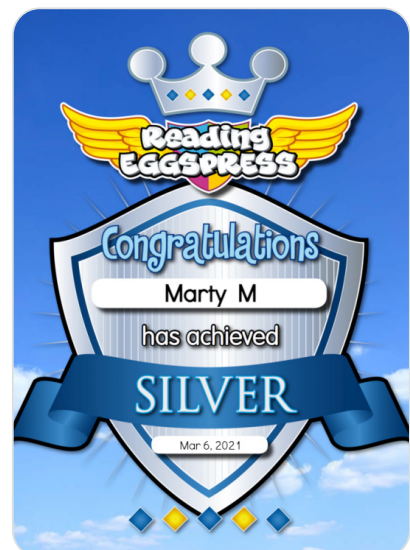 Reading
EGGSPRESS
Congratulations
Marty M
has achieved
SILVER
Mar 6, 2021